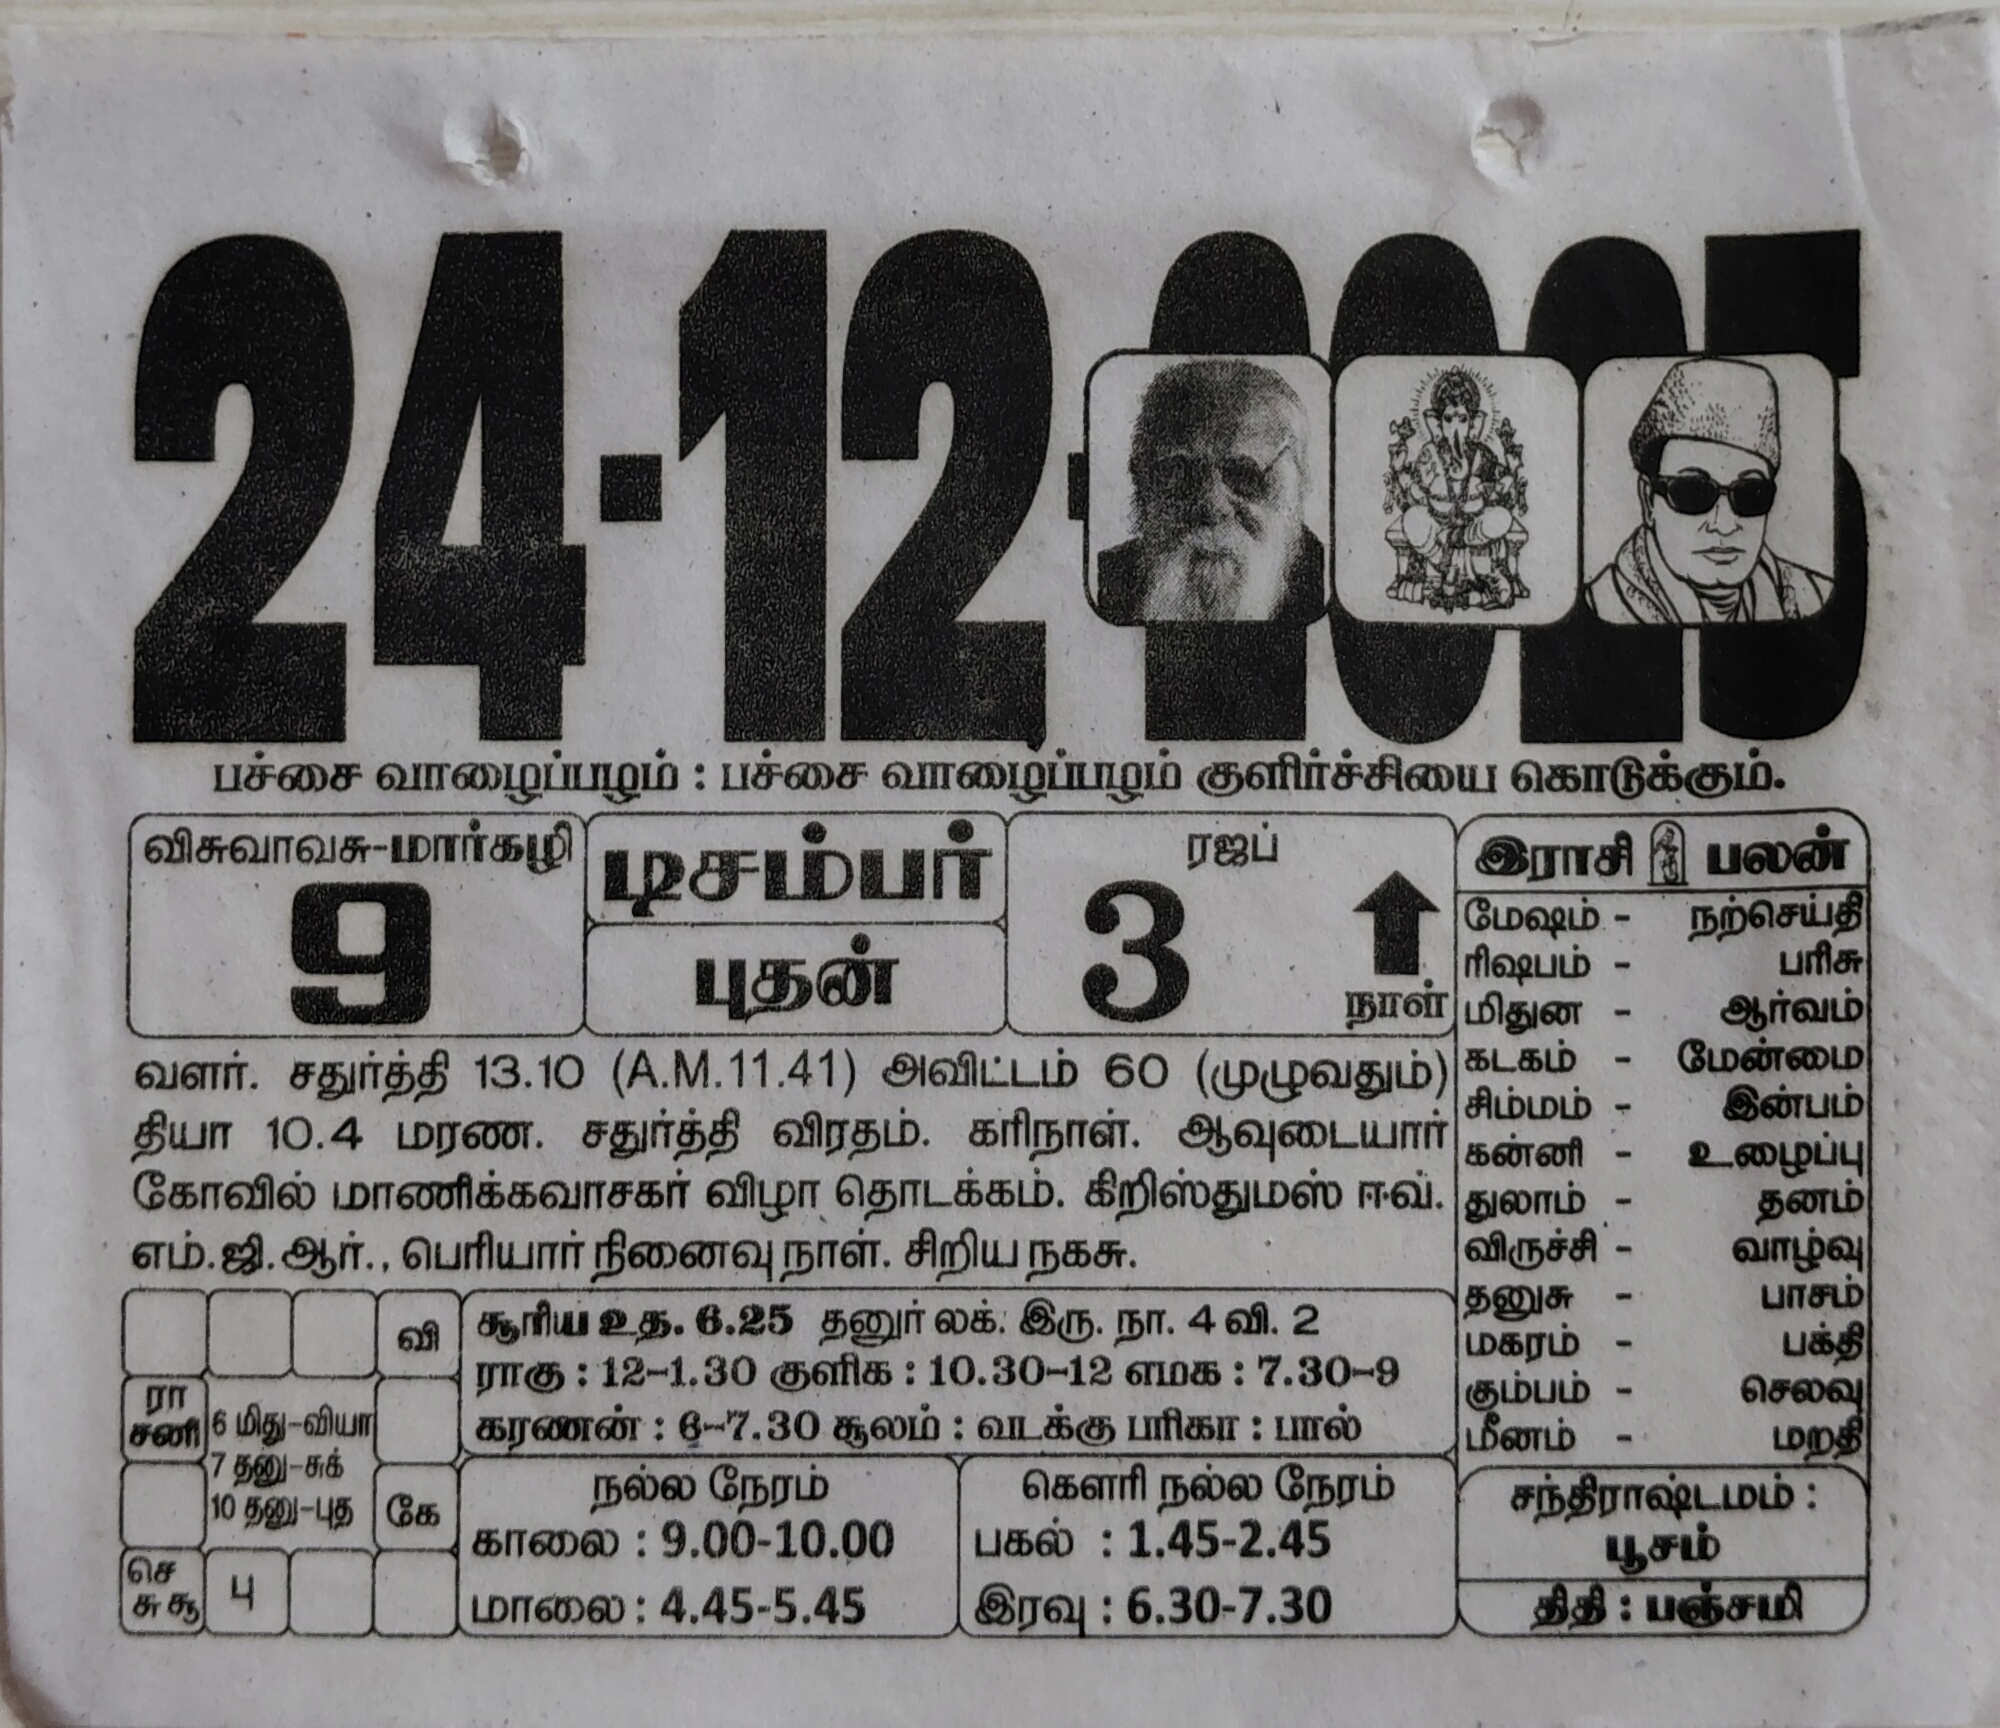 24-12-2025
பச்சை வாழைப்பழம் : பச்சை வாழைப்பழம் குளிர்ச்சியை கொடுக்கும்.
விசுவாவசு-மார்கழி
9
டிசம்பர்
புதன்
ரஜப்
3
நாள்
வளர். சதுர்த்தி 13.10 (A.M.11.41) அவிட்டம் 60 (முழுவதும்)
தியா 10.4 மரண. சதுர்த்தி விரதம். கரிநாள். ஆவுடையார்
கோவில் மாணிக்கவாசகர் விழா தொடக்கம். கிறிஸ்துமஸ் ஈவ்.
எம்.ஜி.ஆர்., பெரியார் நினைவு நாள். சிறிய நகசு.
வி
ரா
சனி
6 மிது-வியா
7 தனு-சுக்
10 தனு-புத
கே
செ
சு சூ
பு
சூரிய உத. 6.25 தனுர் லக். இரு. நா. 4 வி. 2
ராகு : 12-1.30 குளிக : 10.30-12 எமக : 7.30-9
கரணன் : 6-7.30 சூலம் : வடக்கு பரிகா : பால்
நல்ல நேரம்
காலை : 9.00-10.00
மாலை : 4.45-5.45
கௌரி நல்ல நேரம்
பகல் : 1.45-2.45
இரவு : 6.30-7.30
இராசி பலன்
மேஷம் - நற்செய்தி
ரிஷபம் - பரிசு
மிதுன - ஆர்வம்
கடகம் - மேன்மை
சிம்மம் - இன்பம்
கன்னி - உழைப்பு
துலாம் - தனம்
விருச்சி - வாழ்வு
தனுசு - பாசம்
மகரம் - பக்தி
கும்பம் - செலவு
மீனம் - மறதி
சந்திராஷ்டமம் :
பூசம்
திதி : பஞ்சமி